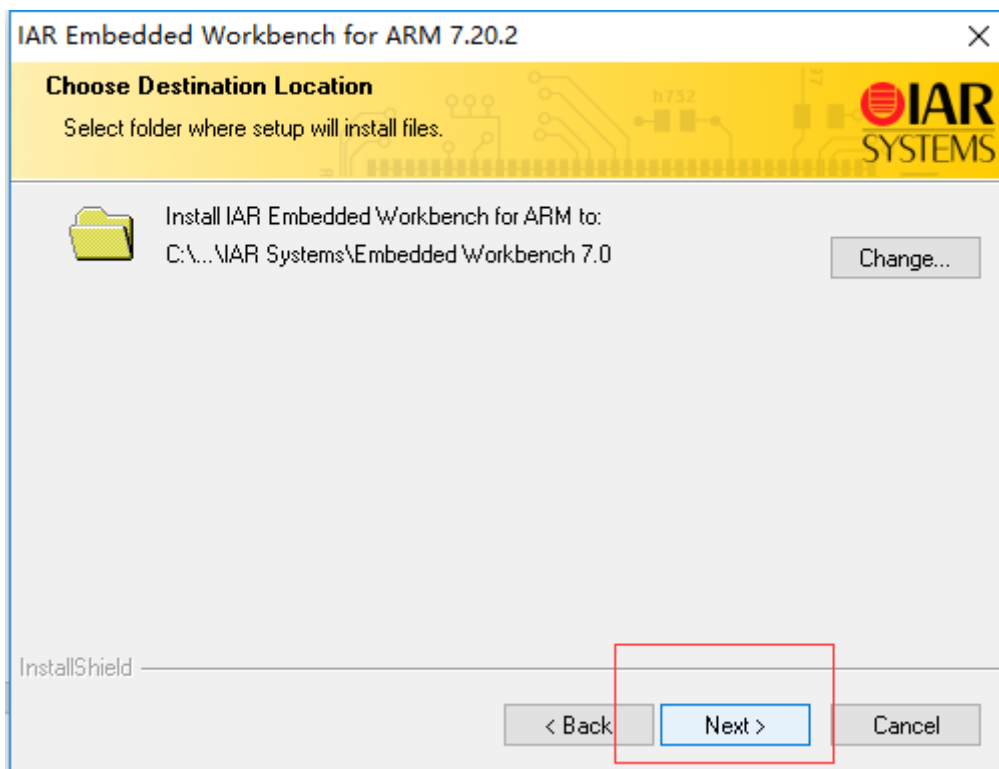 IAR Embedded Workbench for ARM 7.20.2
Choose Destination Location
Select folder where setup will install files.
h732
37
IAR
SYSTEMS
Install IAR Embedded Workbench for ARM to:
C:\...\IAR Systems\Embedded Workbench 7.0
Change...
InstallShield
< Back
Next >
Cancel